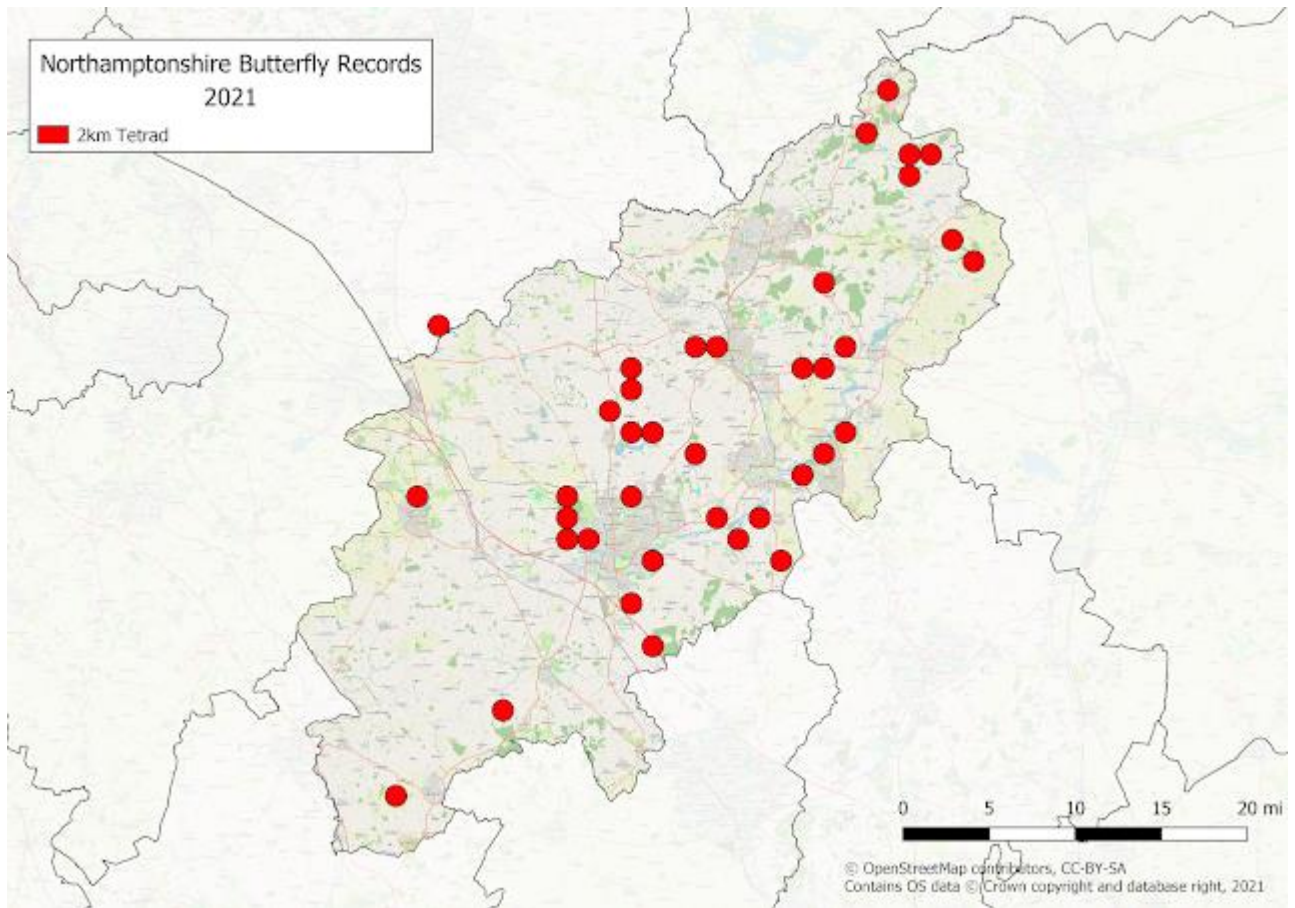 Northamptonshire Butterfly Records
2021
2km Tetrad
0 5 10 15 20 mi
© OpenStreetMap contributors, CC-BY-SA
Contains OS data © Crown copyright and database right, 2021